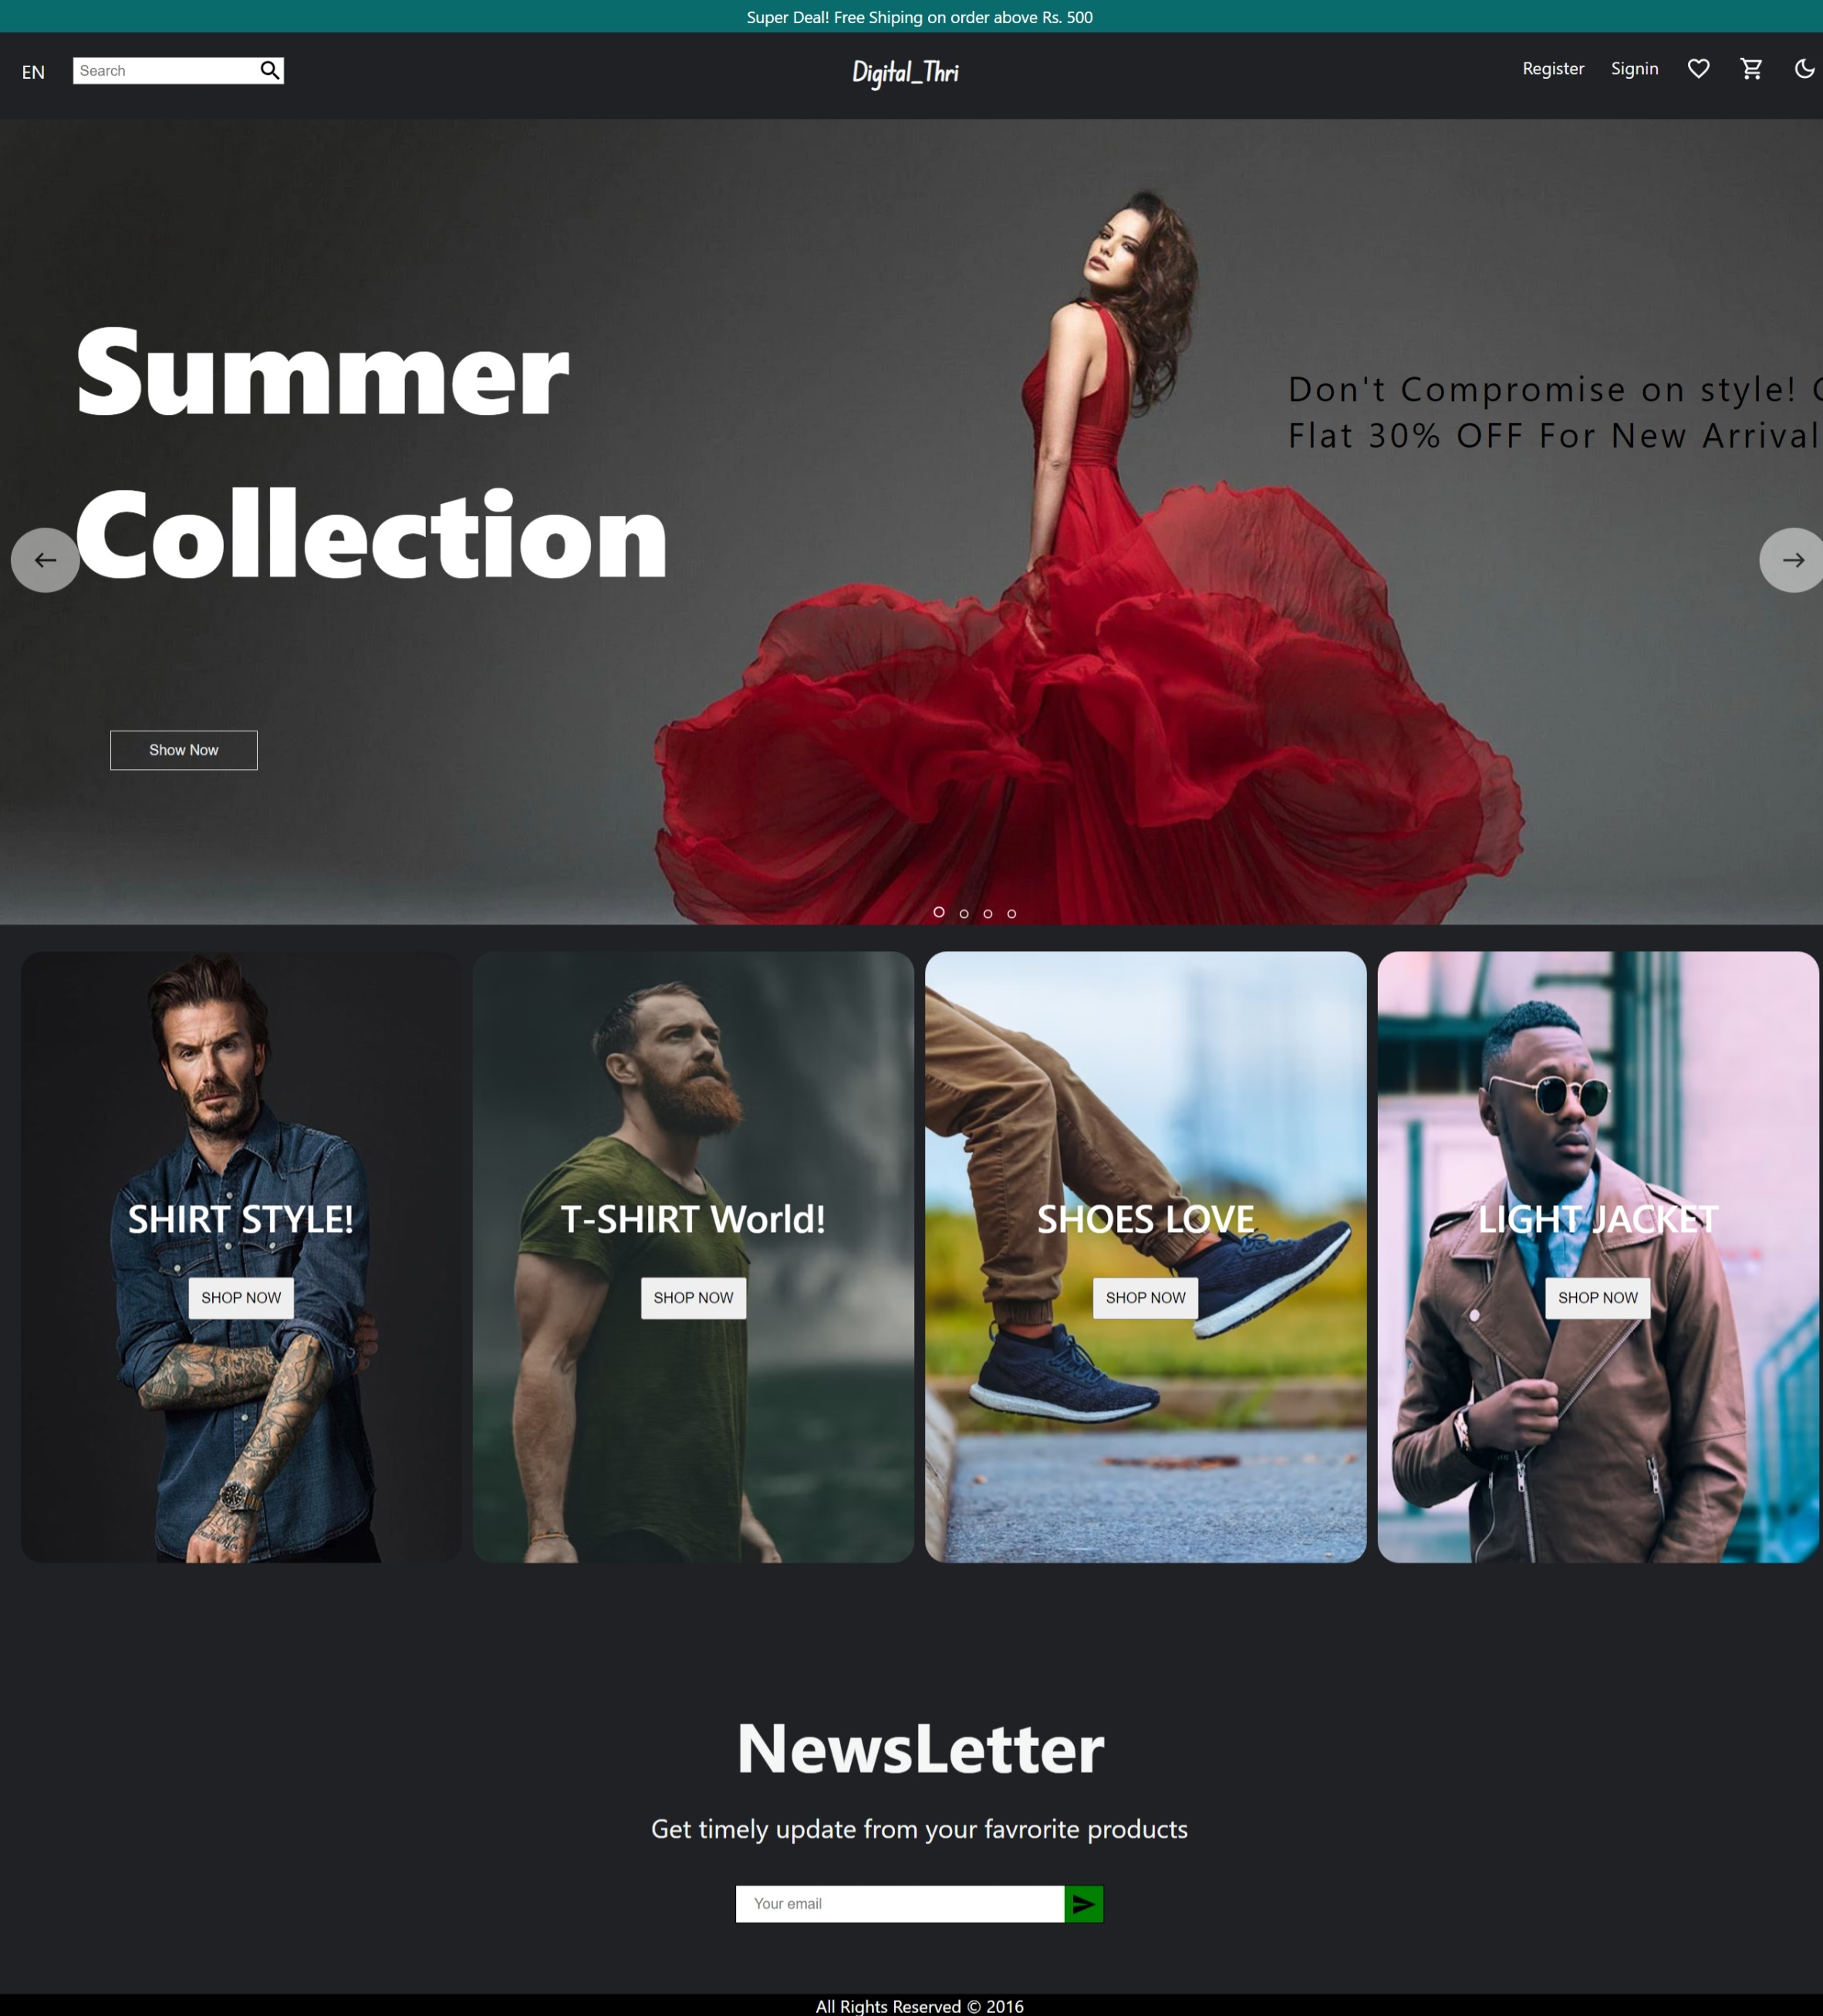 Super Deal! Free Shiping on order above Rs. 500
EN
Search
Digital_Thri
Register
Signin
Summer
Collection
Don't Compromise on style!
Flat 30% OFF For New Arrival
Show Now
SHIRT STYLE!
SHOP NOW
T-SHIRT World!
SHOP NOW
SHOES LOVE
SHOP NOW
LIGHT JACKET
SHOP NOW
NewsLetter
Get timely update from your favrorite products
Your email
All Rights Reserved © 2016